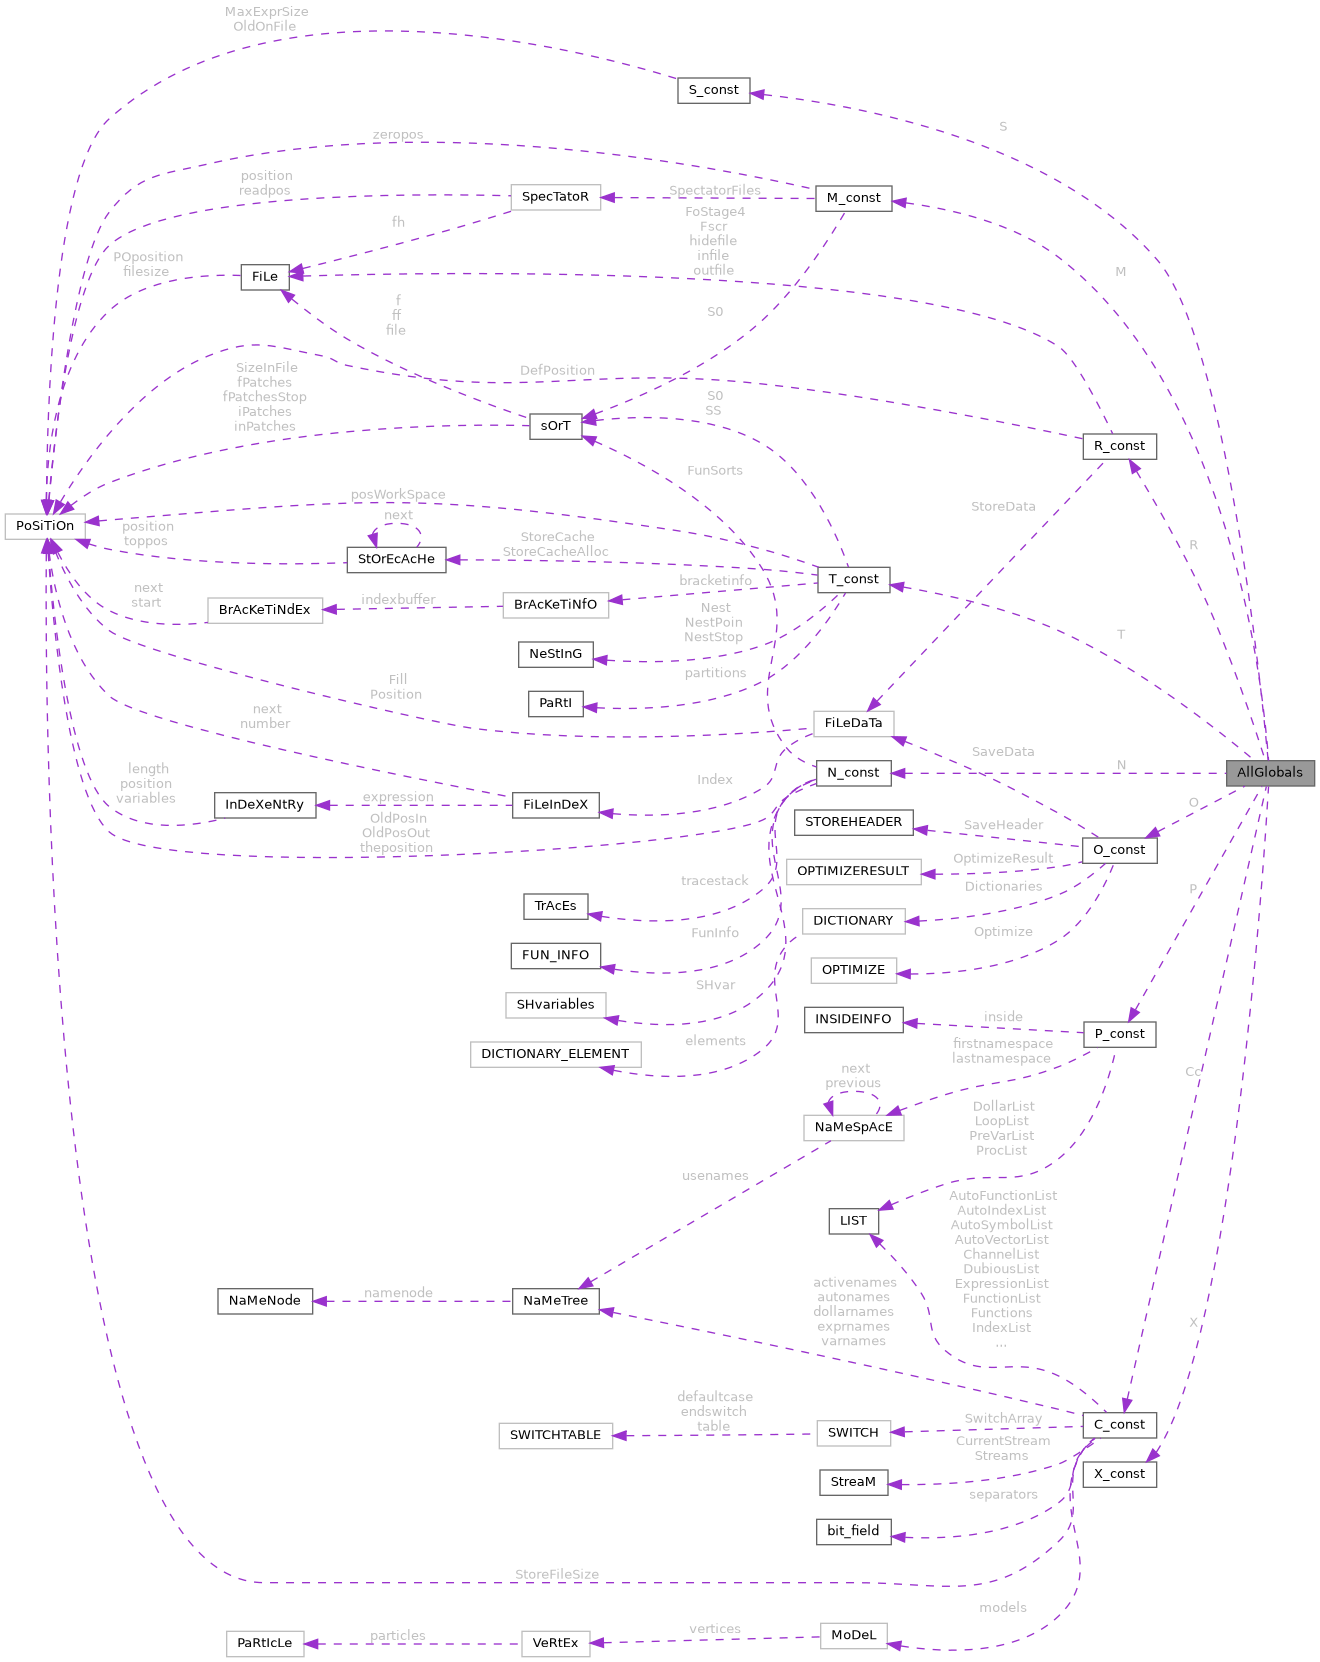 MaxExprSize
OldOnFile
S_const
S
zeropos
position
readpos
SpecTatoR
SpectatorFiles
M_const
FoStage4
Fscr
hidefile
infile
outfile
fh
M
POposition
filesize
FiLe
f
ff
file
S0
DefPosition
SizeInFile
fPatches
fPatchesStop
iPatches
inPatches
sOrT
S0
SS
R_const
FunSorts
posWorkSpace
StoreData
PoSiTiOn
position
toppos
next
StOrEcAcHe
StoreCache
StoreCacheAlloc
R
T_const
bracketinfo
next
start
BrAcKeTiNdEx
indexbuffer
BrAcKeTiNfO
Nest
NestPoin
NestStop
T
NeStInG
partitions
Fill
Position
PaRtI
next
number
FiLeDaTa
SaveData
N_const
N
AllGlobals
length
position
variables
InDeXeNtRy
expression
FiLeInDeX
Index
O
OldPosIn
OldPosOut
theposition
STOREHEADER
SaveHeader
O_const
OptimizeResult
OPTIMIZERESULT
tracestack
Dictionaries
P
TrAcEs
DICTIONARY
FunInfo
Optimize
FUN_INFO
OPTIMIZE
SHvar
SHvariables
INSIDEINFO
inside
P_const
elements
firstnamespace
lastnamespace
DICTIONARY_ELEMENT
next
previous
Cc
NaMeSpAcE
DollarList
LoopList
PreVarList
ProcList
usenames
AutoFunctionList
AutoIndexList
AutoSymbolList
AutoVectorList
ChannelList
DubiousList
ExpressionList
FunctionList
Functions
IndexList
...
LIST
activenames
autonames
dollarnames
exprnames
varnames
NaMeNode
namenode
NaMeTree
X
defaultcase
endswitch
table
SWITCHTABLE
SWITCH
SwitchArray
C_const
CurrentStream
Streams
StreaM
X_const
separators
bit_field
StoreFileSize
models
PaRtIcLe
particles
VeRtEx
vertices
MoDeL